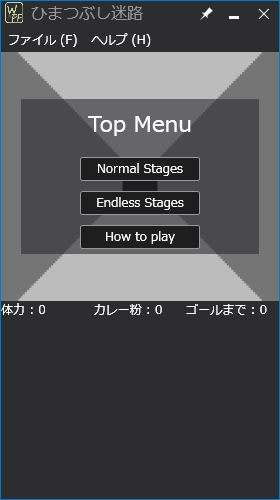 ひまつぶし迷路
ファイル (F) ヘルプ (H)
Top Menu
Normal Stages
Endless Stages
How to play
体力：0 カレー粉：0 ゴールまで：0